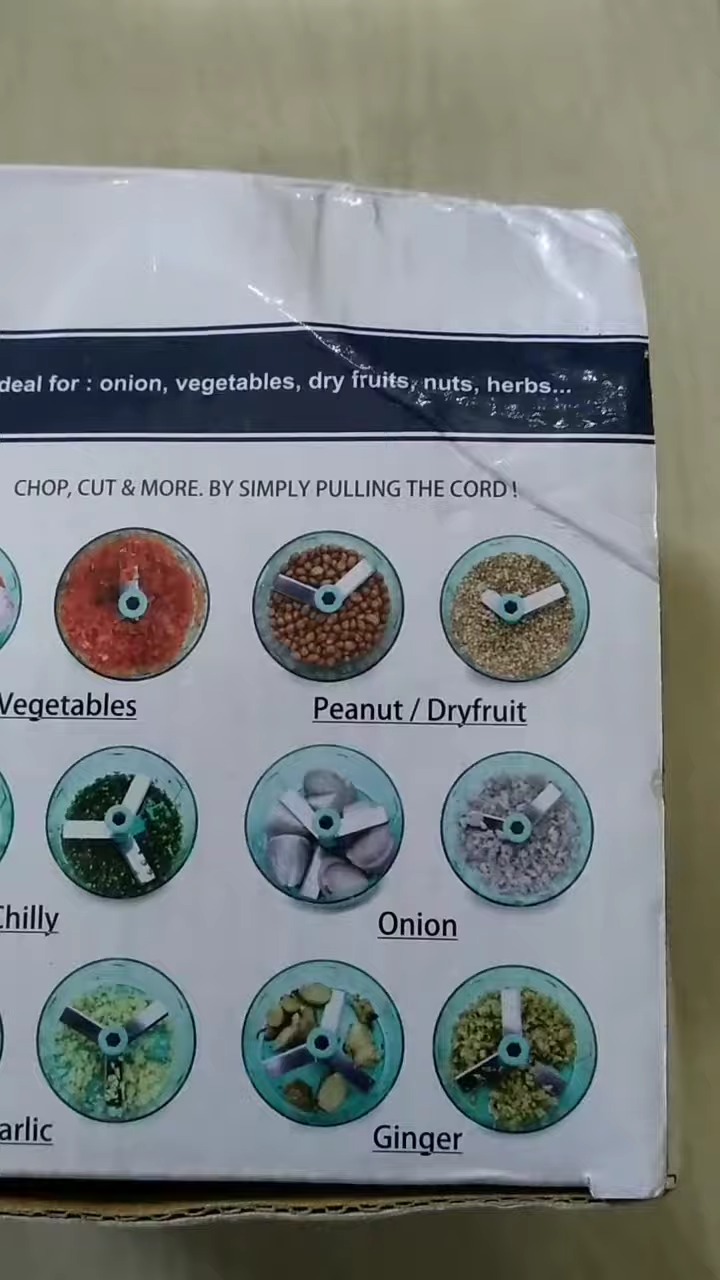 deal for : onion, vegetables, dry fruits, nuts, herbs...
CHOP, CUT & MORE. BY SIMPLY PULLING THE CORD !
Vegetables
Peanut / Dryfruit
Chilly
Onion
arlic
Ginger